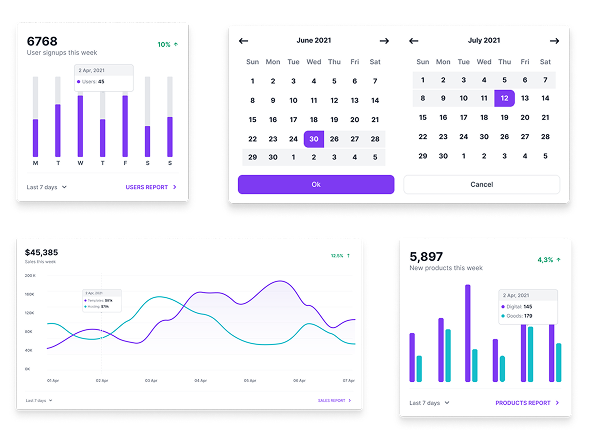 6768
User signups this week
10%
2 Apr, 2021
Users: 45
M T W T F S S
Last 7 days
USERS REPORT
June 2021
Sun Mon Tue Wed Thu Fri Sat
1 2 3 4 5 6 7
8 9 10 11 12 13 14
15 16 17 18 19 20 21
22 23 24 30 26 27 28
29 30 1 2 3 4 5
July 2021
Sun Mon Tue Wed Thu Fri Sat
1 2 3 4 5 6 7
8 9 10 11 12 13 14
15 16 17 18 19 20 21
22 23 24 25 26 27 28
29 30 1 2 3 4 5
Ok
Cancel
$45,385
Sales this week
12.5%
200 K
160K
120K
80K
40K
0K
2 Apr, 2021
01 Apr 02 Apr 03 Apr 04 Apr 05 Apr 06 Apr 07 Apr
Last 7 days
SALES REPORT
5,897
New products this week
4,3%
2 Apr, 2021
Digital: 145
Goods: 179
Last 7 days
PRODUCTS REPORT